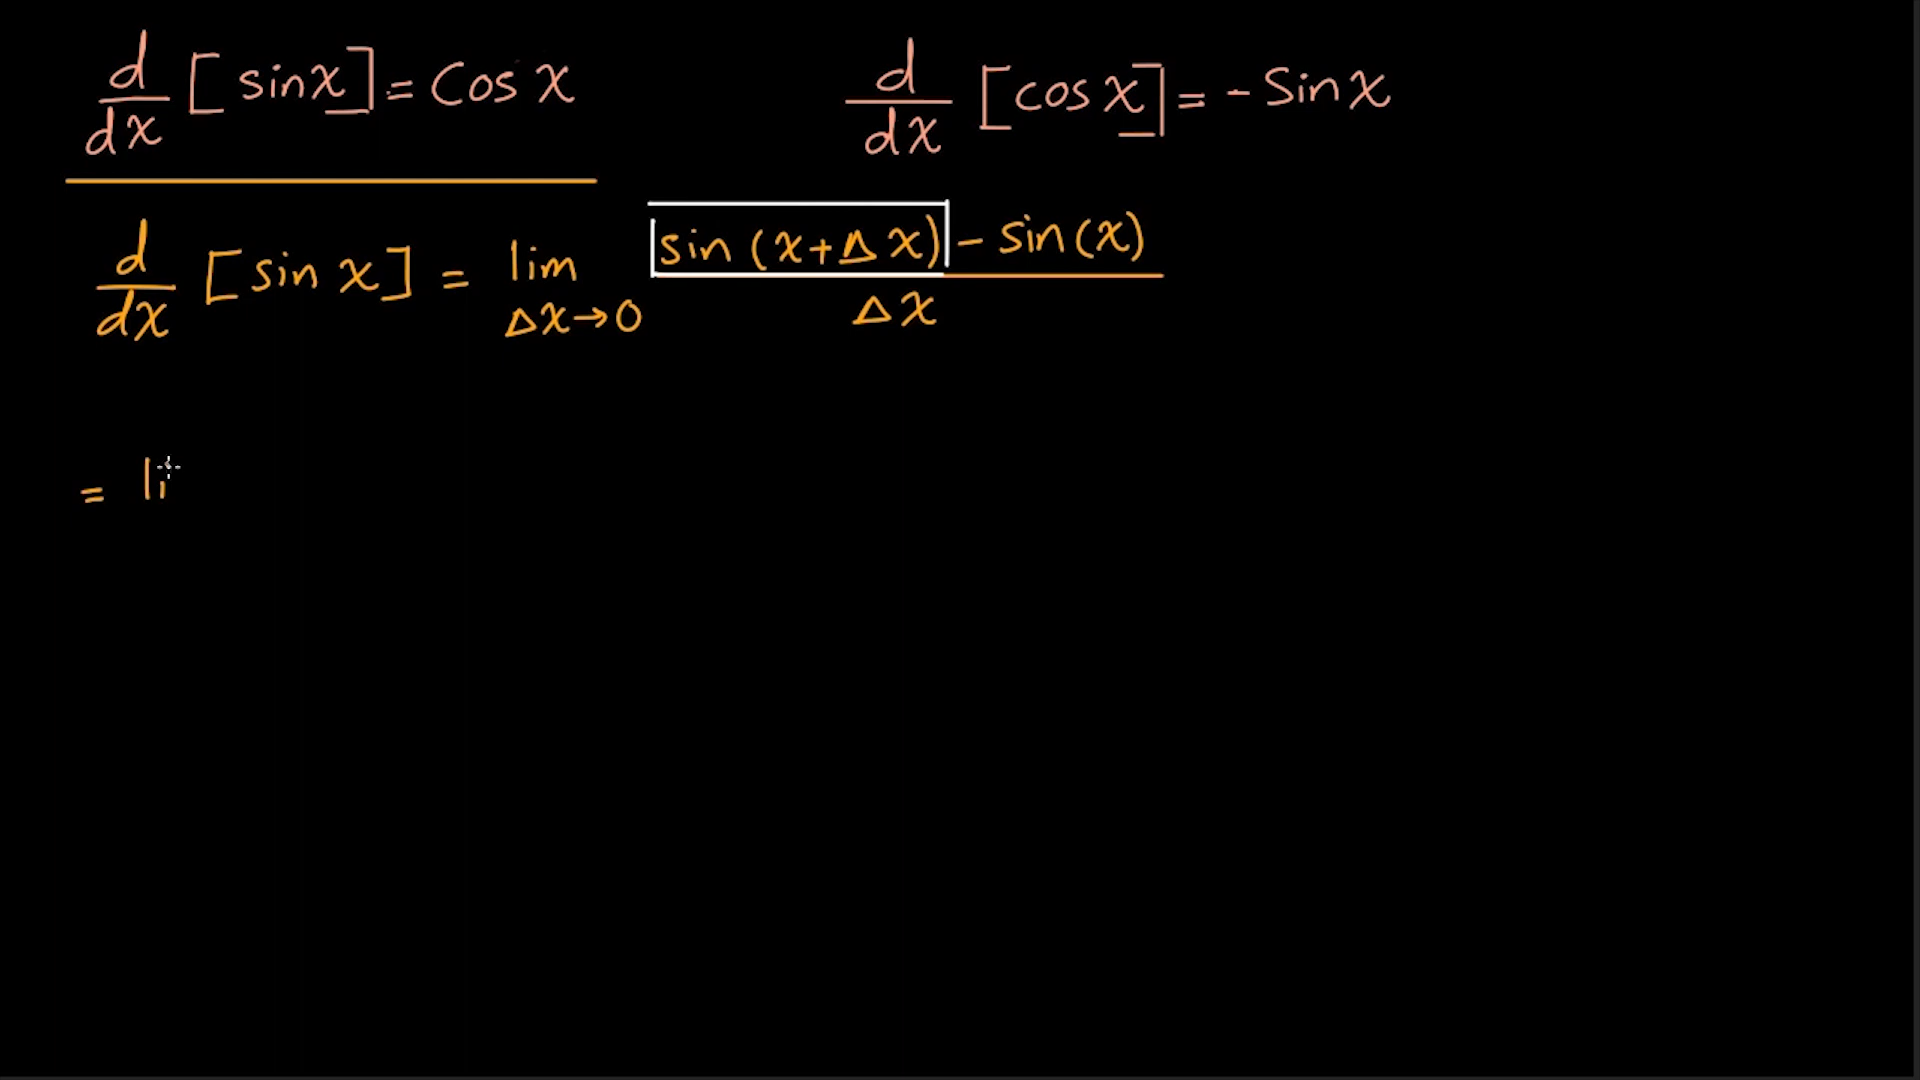 d/dx [sin x] = Cos x
d/dx [cos x] = - Sin x
d/dx [sin x] = lim Δx→0 sin (x + Δx) - sin(x) / Δx
= li